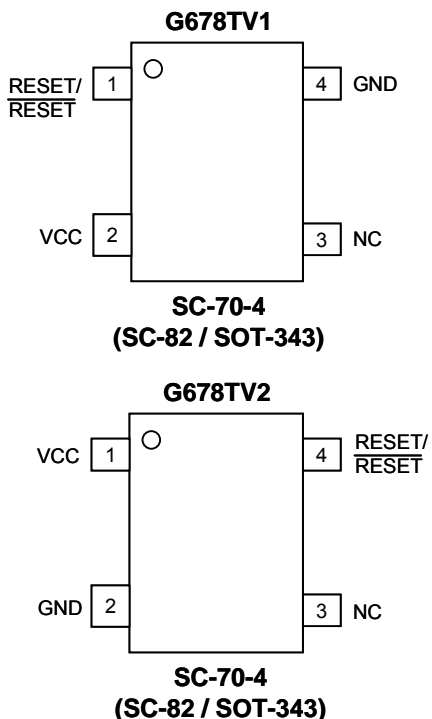 G678TV1
RESET/
RESET
1
4
GND
VCC
2
3
NC
SC-70-4
(SC-82 / SOT-343)
G678TV2
VCC
1
4
RESET/
RESET
GND
2
3
NC
SC-70-4
(SC-82 / SOT-343)